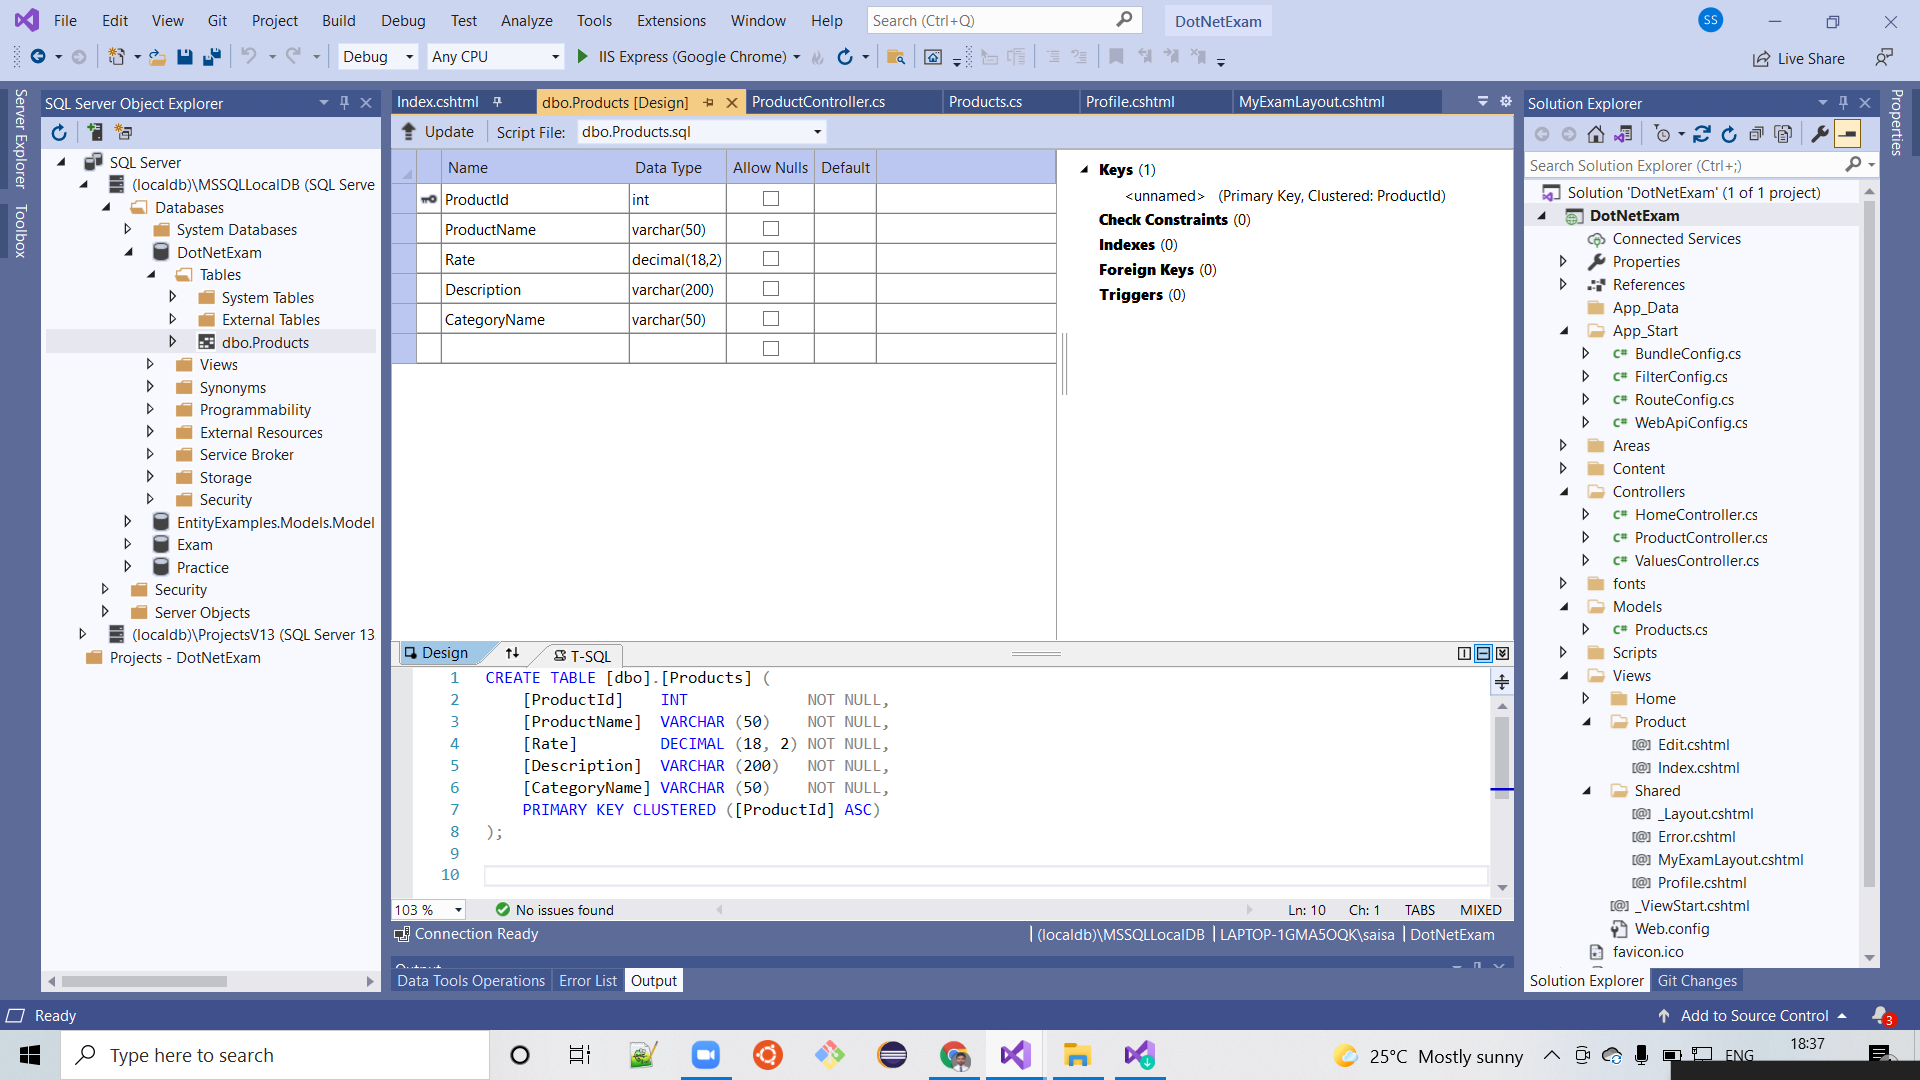 File Edit View Git Project Build Debug Test Analyze Tools Extensions Window Help Search (Ctrl+Q) DotNetExam SS
Debug Any CPU IIS Express (Google Chrome) Live Share
Server Explorer
Toolbox
SQL Server Object Explorer
SQL Server
(localdb)\MSSQLLocalDB (SQL Serve
Databases
System Databases
DotNetExam
Tables
System Tables
External Tables
dbo.Products
Views
Synonyms
Programmability
External Resources
Service Broker
Storage
Security
EntityExamples.Models.Model
Exam
Practice
Security
Server Objects
(localdb)\ProjectsV13 (SQL Server 13
Projects - DotNetExam
Index.cshtml dbo.Products [Design] ProductController.cs Products.cs Profile.cshtml MyExamLayout.cshtml
Update Script File: dbo.Products.sql
Name Data Type Allow Nulls Default
ProductId int
ProductName varchar(50)
Rate decimal(18,2)
Description varchar(200)
CategoryName varchar(50)
Keys (1)
<unnamed> (Primary Key, Clustered: ProductId)
Check Constraints (0)
Indexes (0)
Foreign Keys (0)
Triggers (0)
Design T-SQL
1 CREATE TABLE [dbo].[Products] (
2 [ProductId] INT NOT NULL,
3 [ProductName] VARCHAR (50) NOT NULL,
4 [Rate] DECIMAL (18, 2) NOT NULL,
5 [Description] VARCHAR (200) NOT NULL,
6 [CategoryName] VARCHAR (50) NOT NULL,
7 PRIMARY KEY CLUSTERED ([ProductId] ASC)
8 );
9
10
103 % No issues found Ln: 10 Ch: 1 TABS MIXED
Connection Ready (localdb)\MSSQLLocalDB LAPTOP-1GMA5OQK\saisa DotNetExam
Output
Data Tools Operations Error List Output
Solution Explorer
Search Solution Explorer (Ctrl+;)
Solution 'DotNetExam' (1 of 1 project)
DotNetExam
Connected Services
Properties
References
App_Data
App_Start
BundleConfig.cs
FilterConfig.cs
RouteConfig.cs
WebApiConfig.cs
Areas
Content
Controllers
HomeController.cs
ProductController.cs
ValuesController.cs
fonts
Models
Products.cs
Scripts
Views
Home
Product
Edit.cshtml
Index.cshtml
Shared
_Layout.cshtml
Error.cshtml
MyExamLayout.cshtml
Profile.cshtml
_ViewStart.cshtml
Web.config
favicon.ico
Solution Explorer Git Changes
Properties
Ready Add to Source Control 3
Type here to search 25°C Mostly sunny ENG 18:37